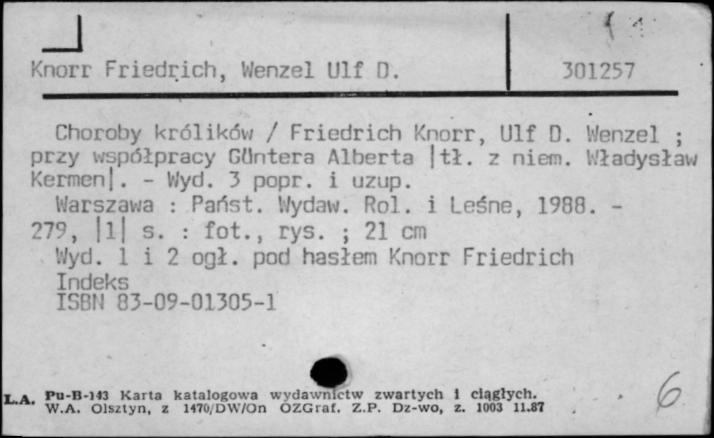 Knorr Friedrich, Wenzel Ulf D. 301257
Choroby królików / Friedrich Knorr, Ulf D. Wenzel ;
przy współpracy Güntera Alberta |tł. z niem. Władysław
Kermen|. - Wyd. 3 popr. i uzup.
Warszawa : Państ. Wydaw. Rol. i Leśne, 1988. -
279, |1| s. : fot., rys. ; 21 cm
Wyd. 1 i 2 ogł. pod hasłem Knorr Friedrich
Indeks
ISBN 83-09-01305-1
L.A. Pu-B-143 Karta katalogowa wydawnictw zwartych i ciągłych.
W.A. Olsztyn, z 1470/DW/On OZGraf. Z.P. Dz-wo, z. 1003 11.87
6